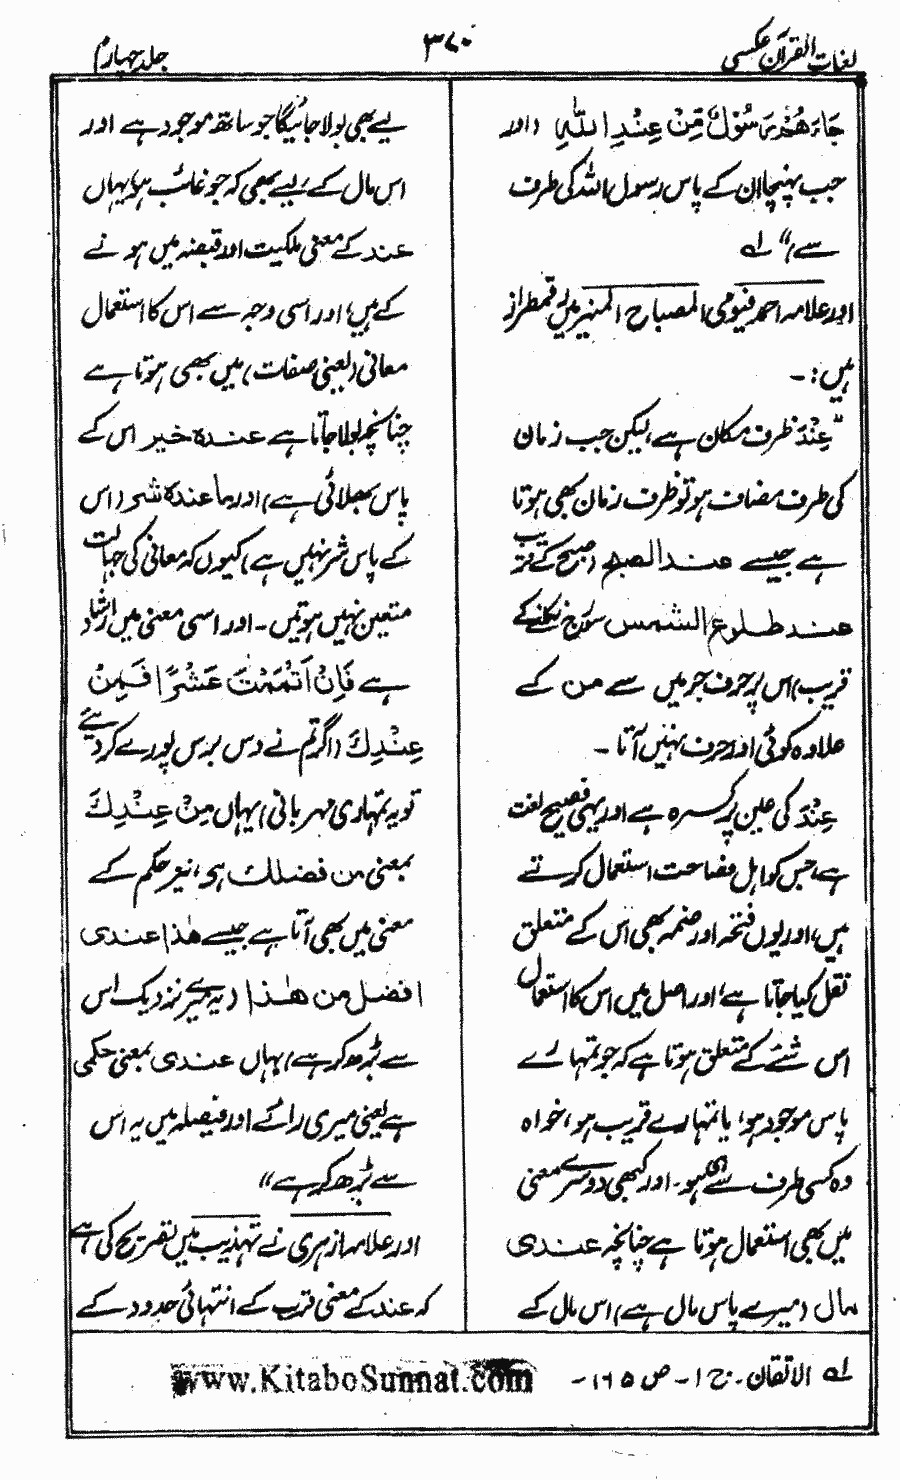 لغات القرآن عکسی
۳۷۰
جلد چہارم
جَاءَهُمْ رَسُوْلٌ مِّنْ عِنْدِ اللّٰهِ (اور
جب پہنچا ان کے پاس رسول اللہ کی طرف
سے)" لے
اور علامہ احمد فیومی المصباح المنیر میں رقمطراز
ہیں:-
"عِنْدَ ظرف مکان ہے، لیکن جب زمان
کی طرف مضاف ہو تو ظرف زمان بھی ہوتا
ہے جیسے عند الصبح (صبح کے قریب
عند طلوع الشمس سورج نکلنے کے
قریب) اس پر حرف جر میں سے من کے
علاوہ کوئی اور حرف نہیں آتا -
عِنْدَ کی عین پر کسرہ ہے اور یہی فصیح لغت
ہے، جس کو اہل فصاحت استعمال کرتے
ہیں، اور یوں فتحہ اور ضمہ بھی اس کے متعلق
نقل کیا جاتا ہے، اور اصل میں اس کا استعمال
اس شئے کے متعلق ہوتا ہے کہ جو تمہارے
پاس موجود ہو، یا تمہارے قریب ہو، خواہ
وہ کسی طرف سے بھی ہو۔ اور کبھی دوسرے معنی
میں بھی استعمال ہوتا ہے چنانچہ عندی
مال (میرے پاس مال ہے) اس مال کے
لیے بھی بولا جائیگا جو ساتھ موجود ہے اور
اس مال کے لیے بھی کہ جو غائب ہو، یہاں
عند کے معنی ملکیت اور قبضہ میں ہونے
کے ہیں، اور اسی وجہ سے اس کا استعمال
معانی (یعنی صفات) میں بھی ہوتا ہے
چنانچہ بولا جاتا ہے عندہ خیر اس کے
پاس بھلائی ہے) اور ما عندہ شر (اس
کے پاس شر نہیں ہے) کیوں کہ معانی کی جہات
متعین نہیں ہوتیں۔ اور اسی معنی میں ارشاد
ہے فَاِنْ اَتْمَمْتَ عَشْرًا فَمِنْ
عِنْدِكَ (اگر تم نے دس برس پورے کر دیئے
تو یہ تمہاری مہربانی) یہاں مِنْ عِنْدِكَ
بمعنی من فضلك ہی، نیز حکم کے
معنی میں بھی آتا ہے جیسے هٰذا عندی
افضل من هٰذا (یہ میرے نزدیک اس
سے بڑھ کر ہے) یہاں عندی بمعنی حکمی
ہے یعنی میری رائے اور فیصلہ میں یہ اس
سے بڑھ کر ہے"
اور علامہ ازہری نے تہذیب میں تصریح کی ہے
کہ عند کے معنی قرب کے انتہائی حدود کے
لے الاتقان۔ ج ۱ - ص ۱۶۵ -
www.KitaboSunnat.com